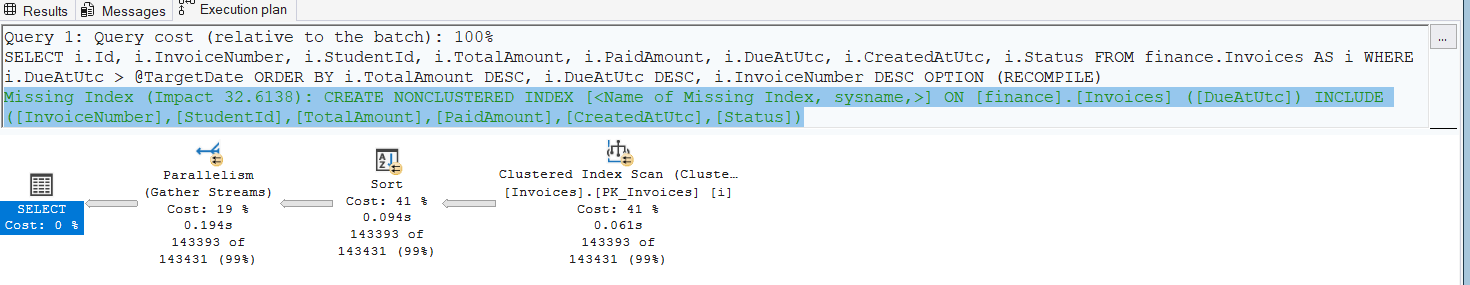 Results Messages Execution plan
Query 1: Query cost (relative to the batch): 100%
SELECT i.Id, i.InvoiceNumber, i.StudentId, i.TotalAmount, i.PaidAmount, i.DueAtUtc, i.CreatedAtUtc, i.Status FROM finance.Invoices AS i WHERE
i.DueAtUtc > @TargetDate ORDER BY i.TotalAmount DESC, i.DueAtUtc DESC, i.InvoiceNumber DESC OPTION (RECOMPILE)
Missing Index (Impact 32.6138): CREATE NONCLUSTERED INDEX [<Name of Missing Index, sysname,>] ON [finance].[Invoices] ([DueAtUtc]) INCLUDE
([InvoiceNumber],[StudentId],[TotalAmount],[PaidAmount],[CreatedAtUtc],[Status])
...
SELECT
Cost: 0 %
Parallelism
(Gather Streams)
Cost: 19 %
0.194s
143393 of
143431 (99%)
Sort
Cost: 41 %
0.094s
143393 of
143431 (99%)
Clustered Index Scan (Cluste…
[Invoices].[PK_Invoices] [i]
Cost: 41 %
0.061s
143393 of
143431 (99%)